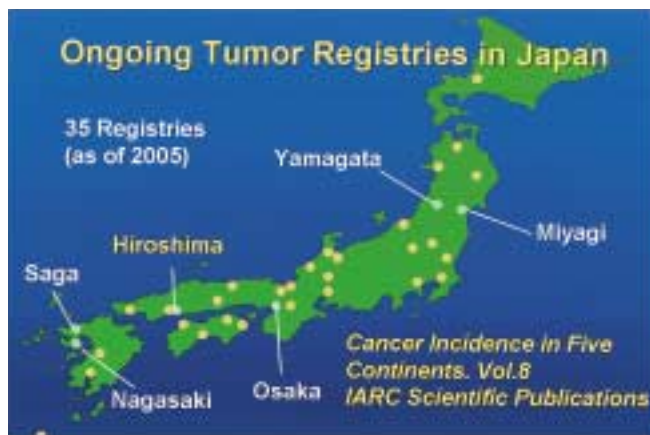 Ongoing Tumor Registries in Japan
35 Registries
(as of 2005)
Yamagata
Miyagi
Hiroshima
Saga
Nagasaki
Osaka
Cancer Incidence in Five
Continents. Vol.8
IARC Scientific Publications